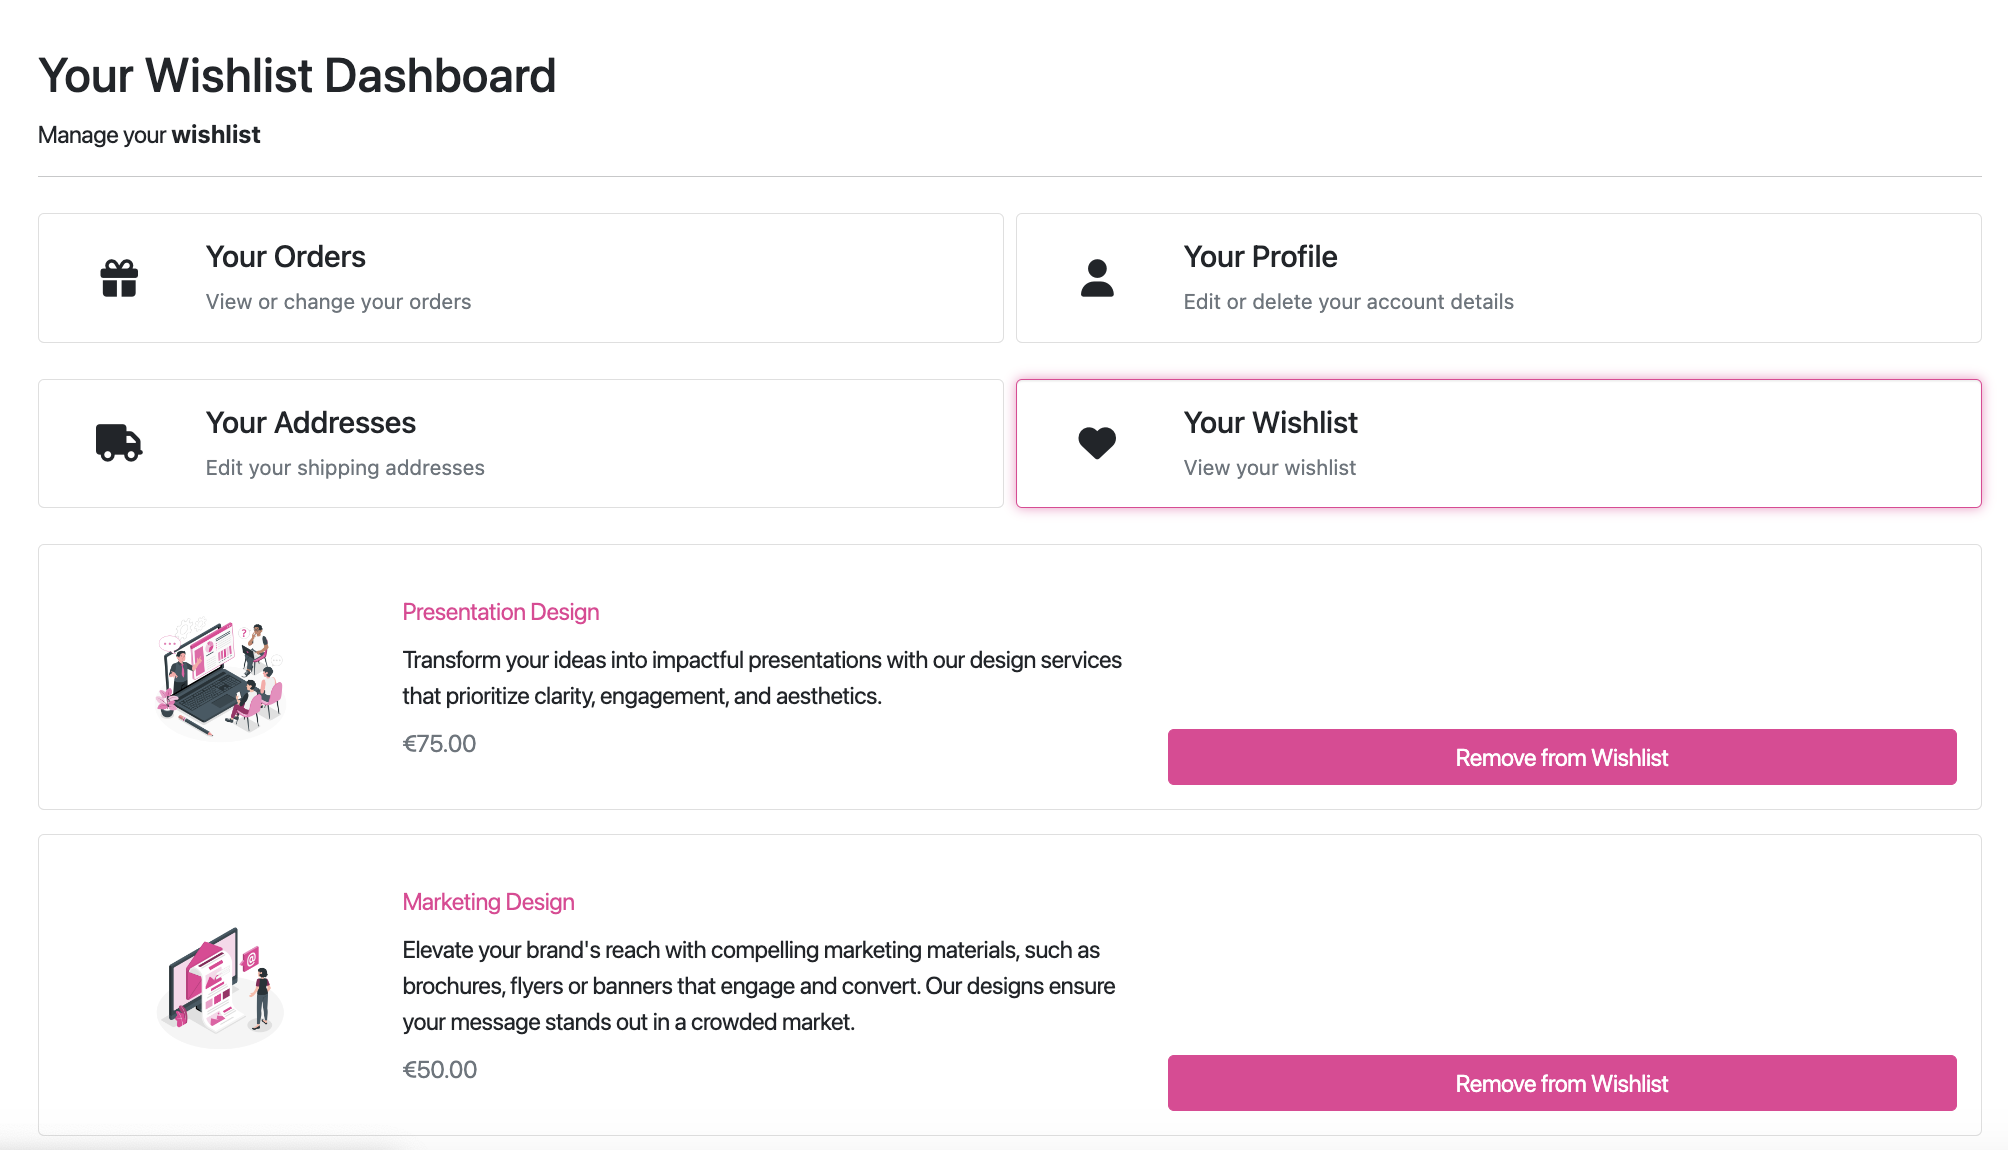 Your Wishlist Dashboard
Manage your wishlist
Your Orders
View or change your orders
Your Profile
Edit or delete your account details
Your Addresses
Edit your shipping addresses
Your Wishlist
View your wishlist
Presentation Design
Transform your ideas into impactful presentations with our design services
that prioritize clarity, engagement, and aesthetics.
€75.00
Remove from Wishlist
Marketing Design
Elevate your brand's reach with compelling marketing materials, such as
brochures, flyers or banners that engage and convert. Our designs ensure
your message stands out in a crowded market.
€50.00
Remove from Wishlist